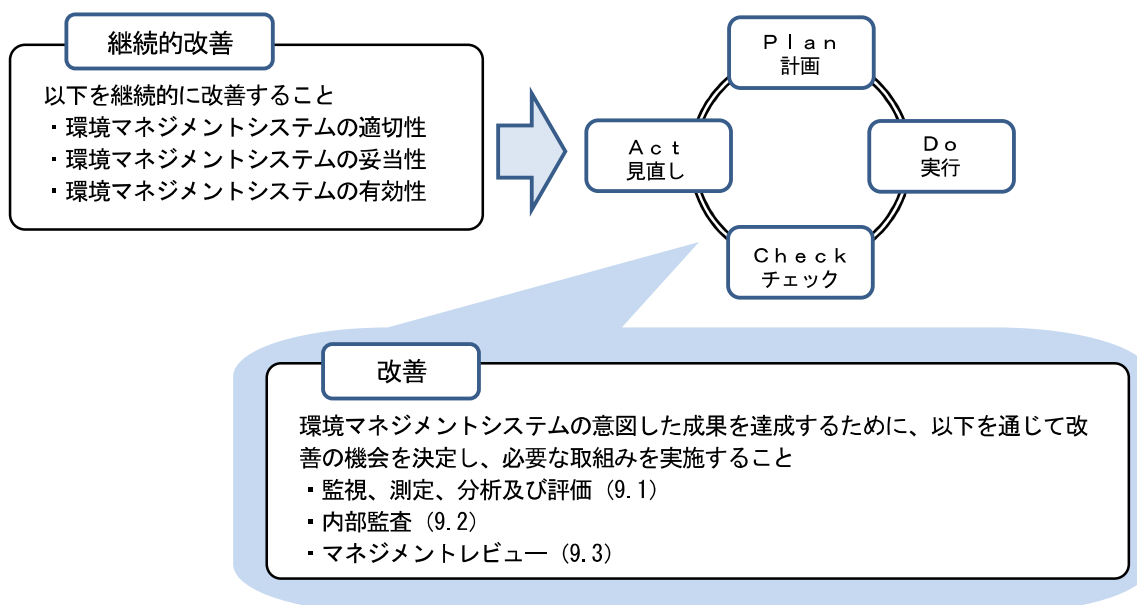 継続的改善
以下を継続的に改善すること
・環境マネジメントシステムの適切性
・環境マネジメントシステムの妥当性
・環境マネジメントシステムの有効性
Ｐｌａｎ
計画
Ａｃｔ
見直し
Ｄｏ
実行
Ｃｈｅｃｋ
チェック
改善
環境マネジメントシステムの意図した成果を達成するために、以下を通じて改
善の機会を決定し、必要な取組みを実施すること
・監視、測定、分析及び評価（9.1）
・内部監査（9.2）
・マネジメントレビュー（9.3）